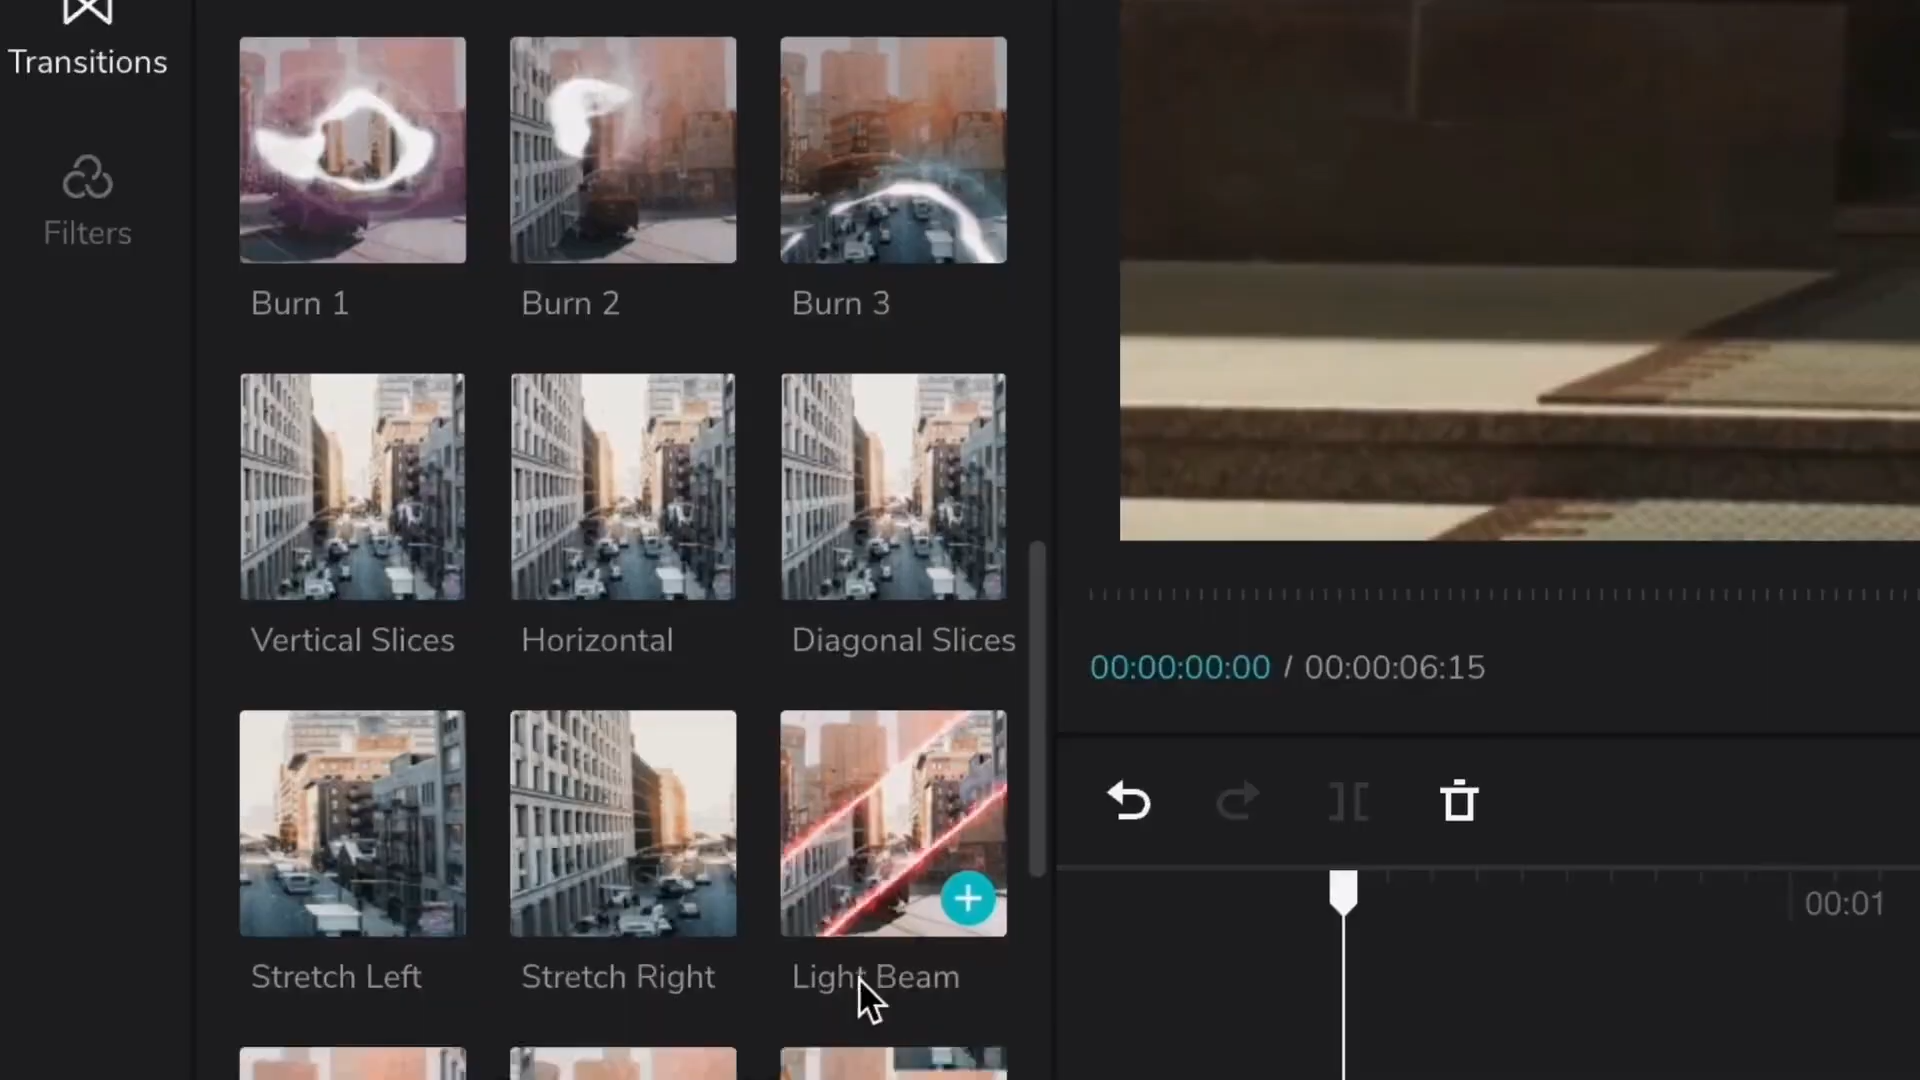 Transitions
Filters
Burn 1
Burn 2
Burn 3
Vertical Slices
Horizontal
Diagonal Slices
Stretch Left
Stretch Right
Light Beam
00:00:00:00 / 00:00:06:15
00:01